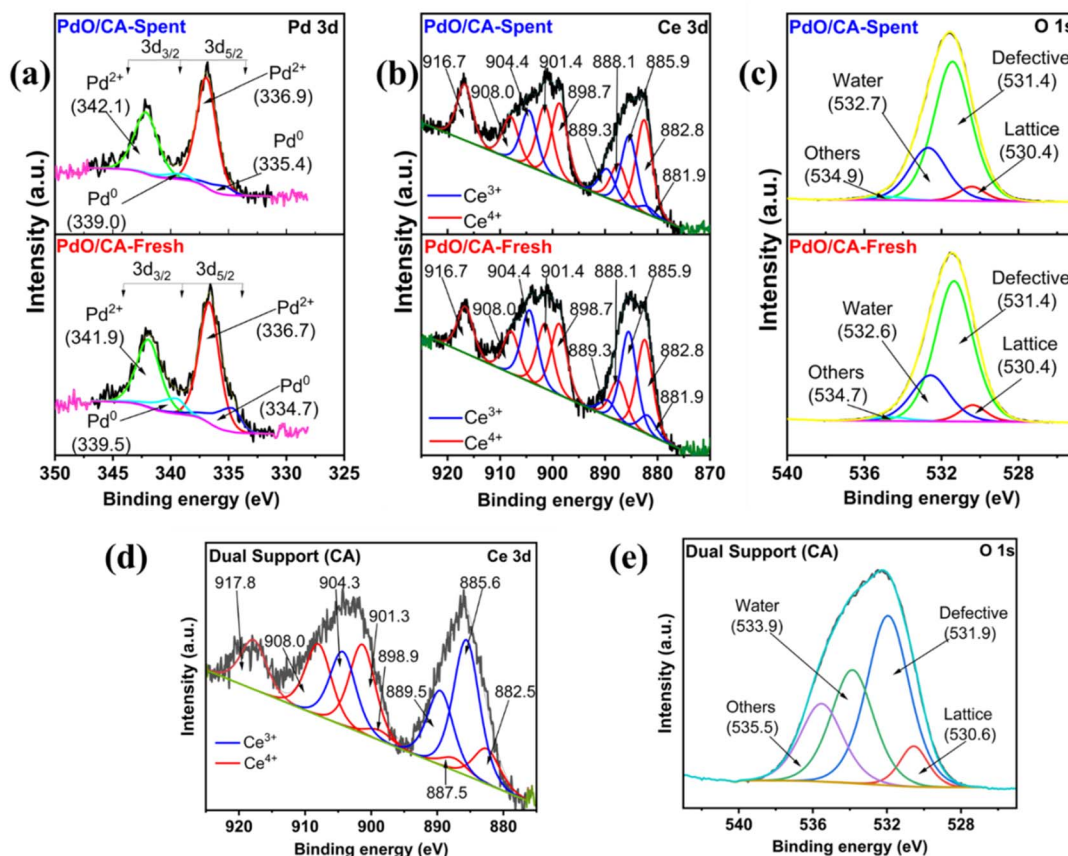 (a)
PdO/CA-Spent
Pd 3d
3d3/2
3d5/2
Pd2+
(342.1)
Pd2+
(336.9)
Pd0
(335.4)
Pd0
(339.0)
PdO/CA-Fresh
3d3/2
3d5/2
Pd2+
(341.9)
Pd2+
(336.7)
Pd0
(334.7)
Pd0
(339.5)
Intensity (a.u.)
350 345 340 335 330 325
Binding energy (eV)
(b)
PdO/CA-Spent
Ce 3d
916.7
904.4
901.4
888.1
885.9
908.0
898.7
889.3
882.8
881.9
Ce3+
Ce4+
PdO/CA-Fresh
916.7
904.4
901.4
888.1
885.9
908.0
898.7
889.3
882.8
881.9
Ce3+
Ce4+
Intensity (a.u.)
920 910 900 890 880 870
Binding energy (eV)
(c)
PdO/CA-Spent
O 1s
Defective
(531.4)
Water
(532.7)
Lattice
(530.4)
Others
(534.9)
PdO/CA-Fresh
Defective
(531.4)
Water
(532.6)
Lattice
(530.4)
Others
(534.7)
Intensity (a.u.)
540 535 530 525
Binding energy (eV)
(d)
Dual Support (CA)
Ce 3d
917.8
904.3
885.6
908.0
901.3
898.9
889.5
882.5
887.5
Ce3+
Ce4+
Intensity (a.u.)
920 910 900 890 880
Binding energy (eV)
(e)
Dual Support (CA)
O 1s
Water
(533.9)
Defective
(531.9)
Others
(535.5)
Lattice
(530.6)
Intensity (a.u.)
540 536 532 528
Binding energy (eV)